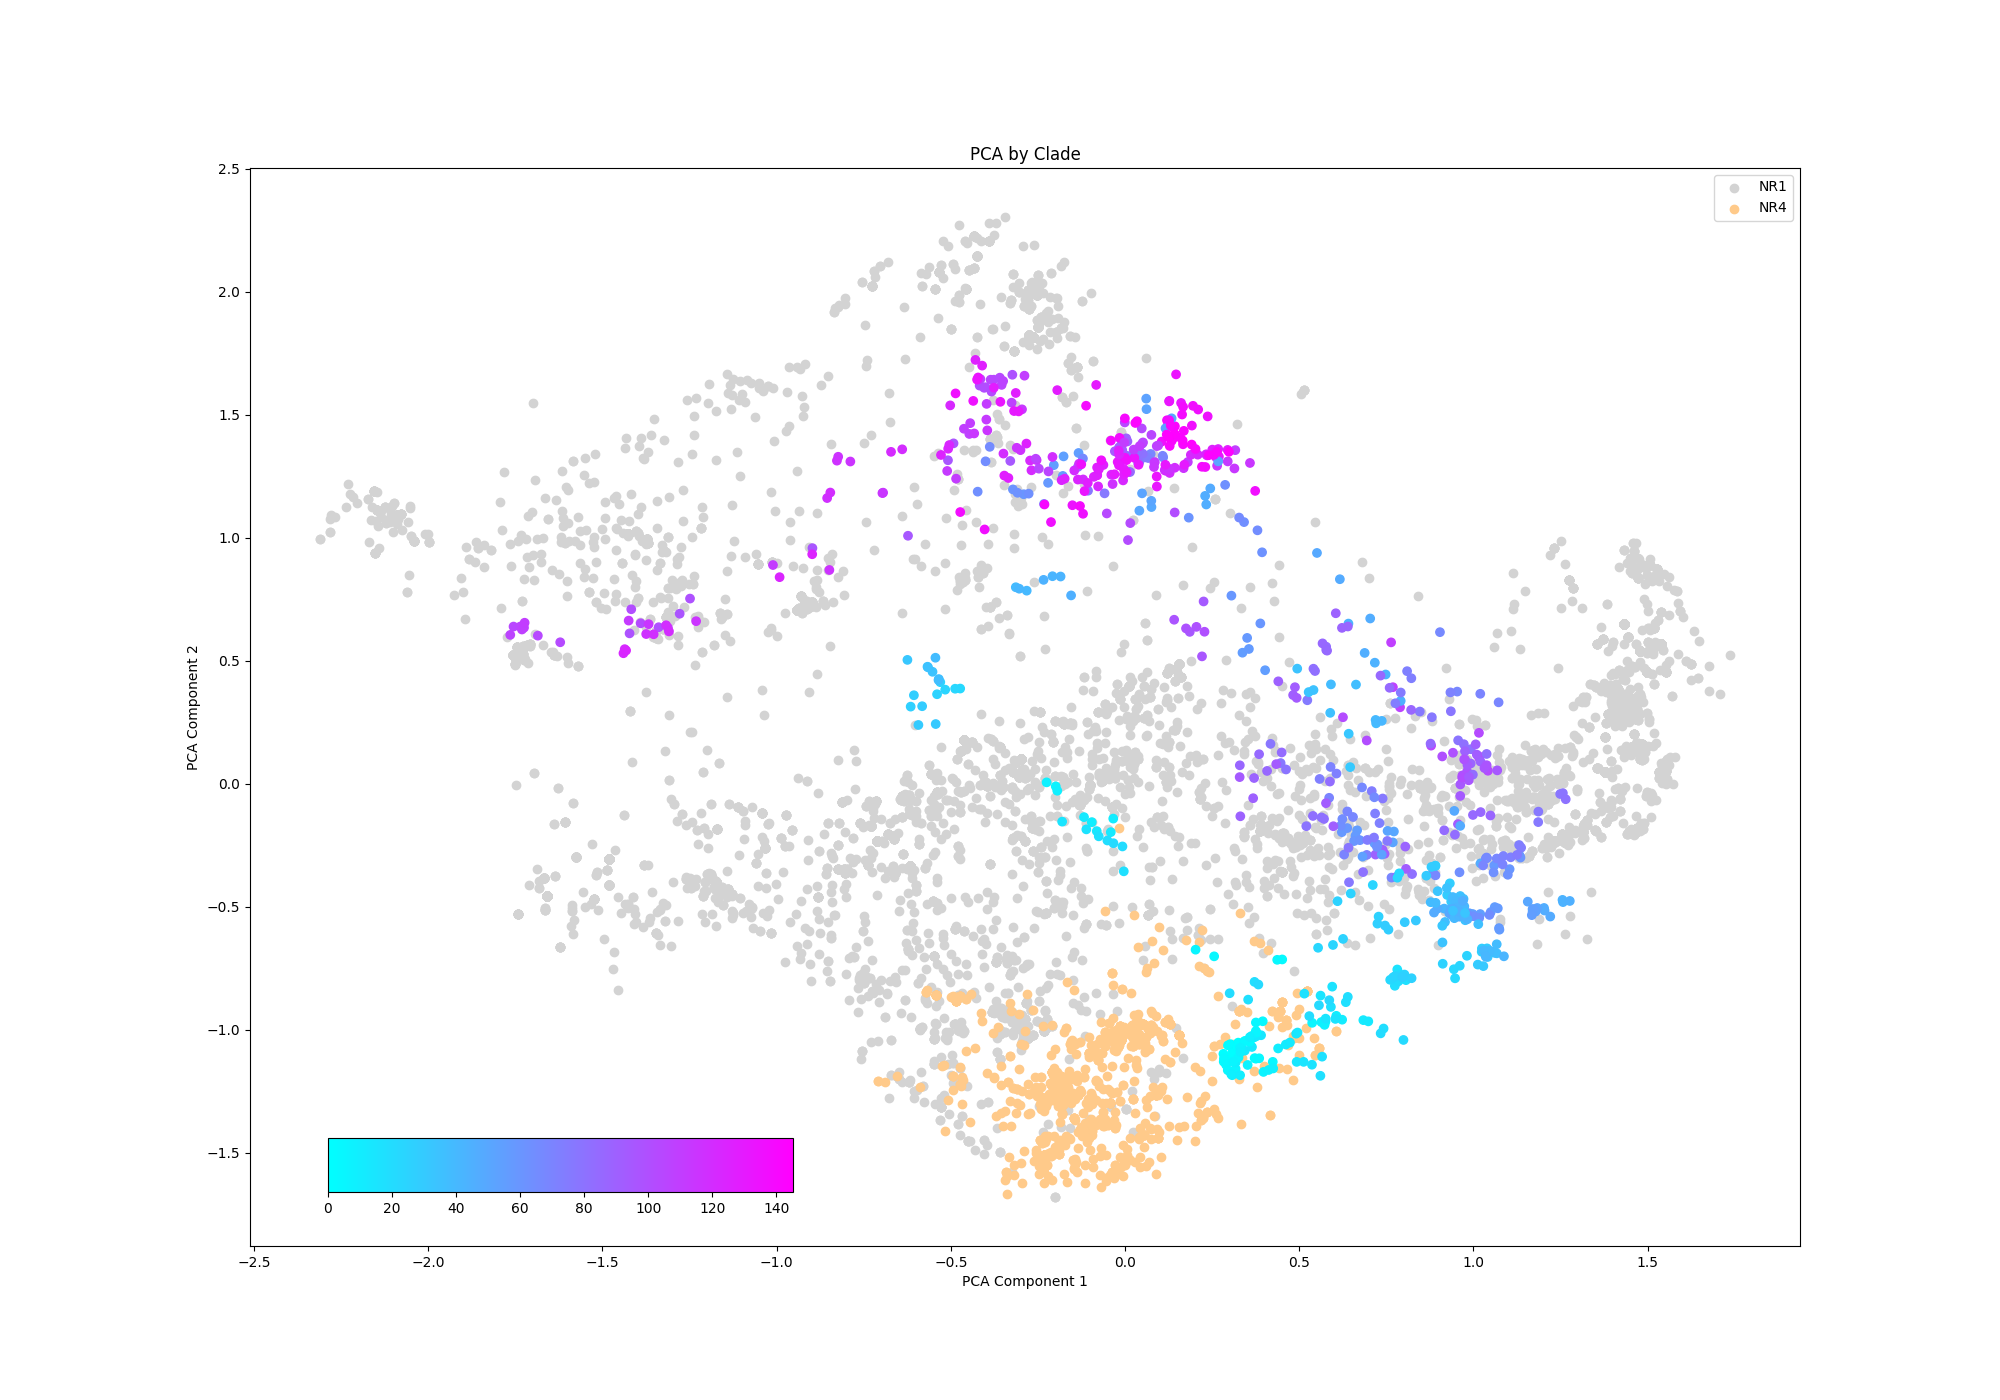 PCA by Clade
NR1
NR4
2.5
2.0
1.5
1.0
0.5
0.0
−0.5
−1.0
−1.5
PCA Component 2
0 20 40 60 80 100 120 140
−2.5 −2.0 −1.5 −1.0 −0.5 0.0 0.5 1.0 1.5
PCA Component 1